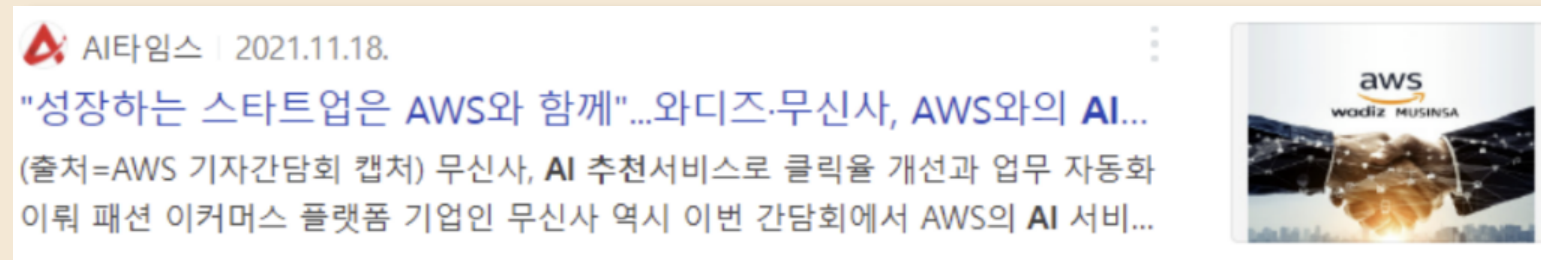 AI타임스 2021.11.18.
"성장하는 스타트업은 AWS와 함께"...와디즈·무신사, AWS와의 AI...
(출처=AWS 기자간담회 캡처) 무신사, AI 추천서비스로 클릭율 개선과 업무 자동화
이뤄 패션 이커머스 플랫폼 기업인 무신사 역시 이번 간담회에서 AWS의 AI 서비...
aws
wadiz MUSINSA